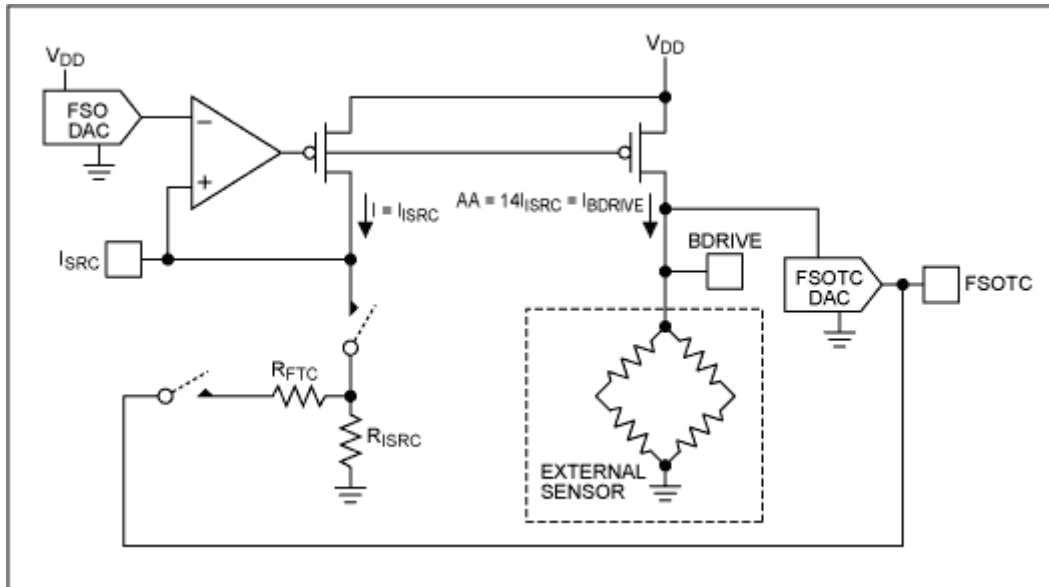 VDD
FSO
DAC
−
+
I = IISRC
ISRC
VDD
AA = 14IISRC = IBDRIVE
BDRIVE
FSOTC
DAC
FSOTC
RFTC
RISRC
EXTERNAL
SENSOR